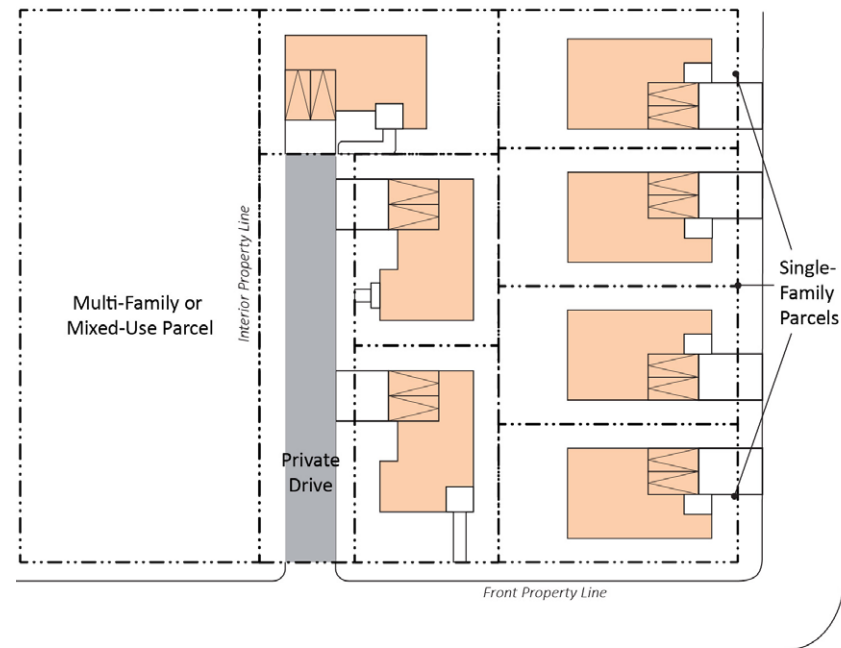 Interior Property Line
Multi-Family or
Mixed-Use Parcel
Single-
Family
Parcels
Private
Drive
Front Property Line